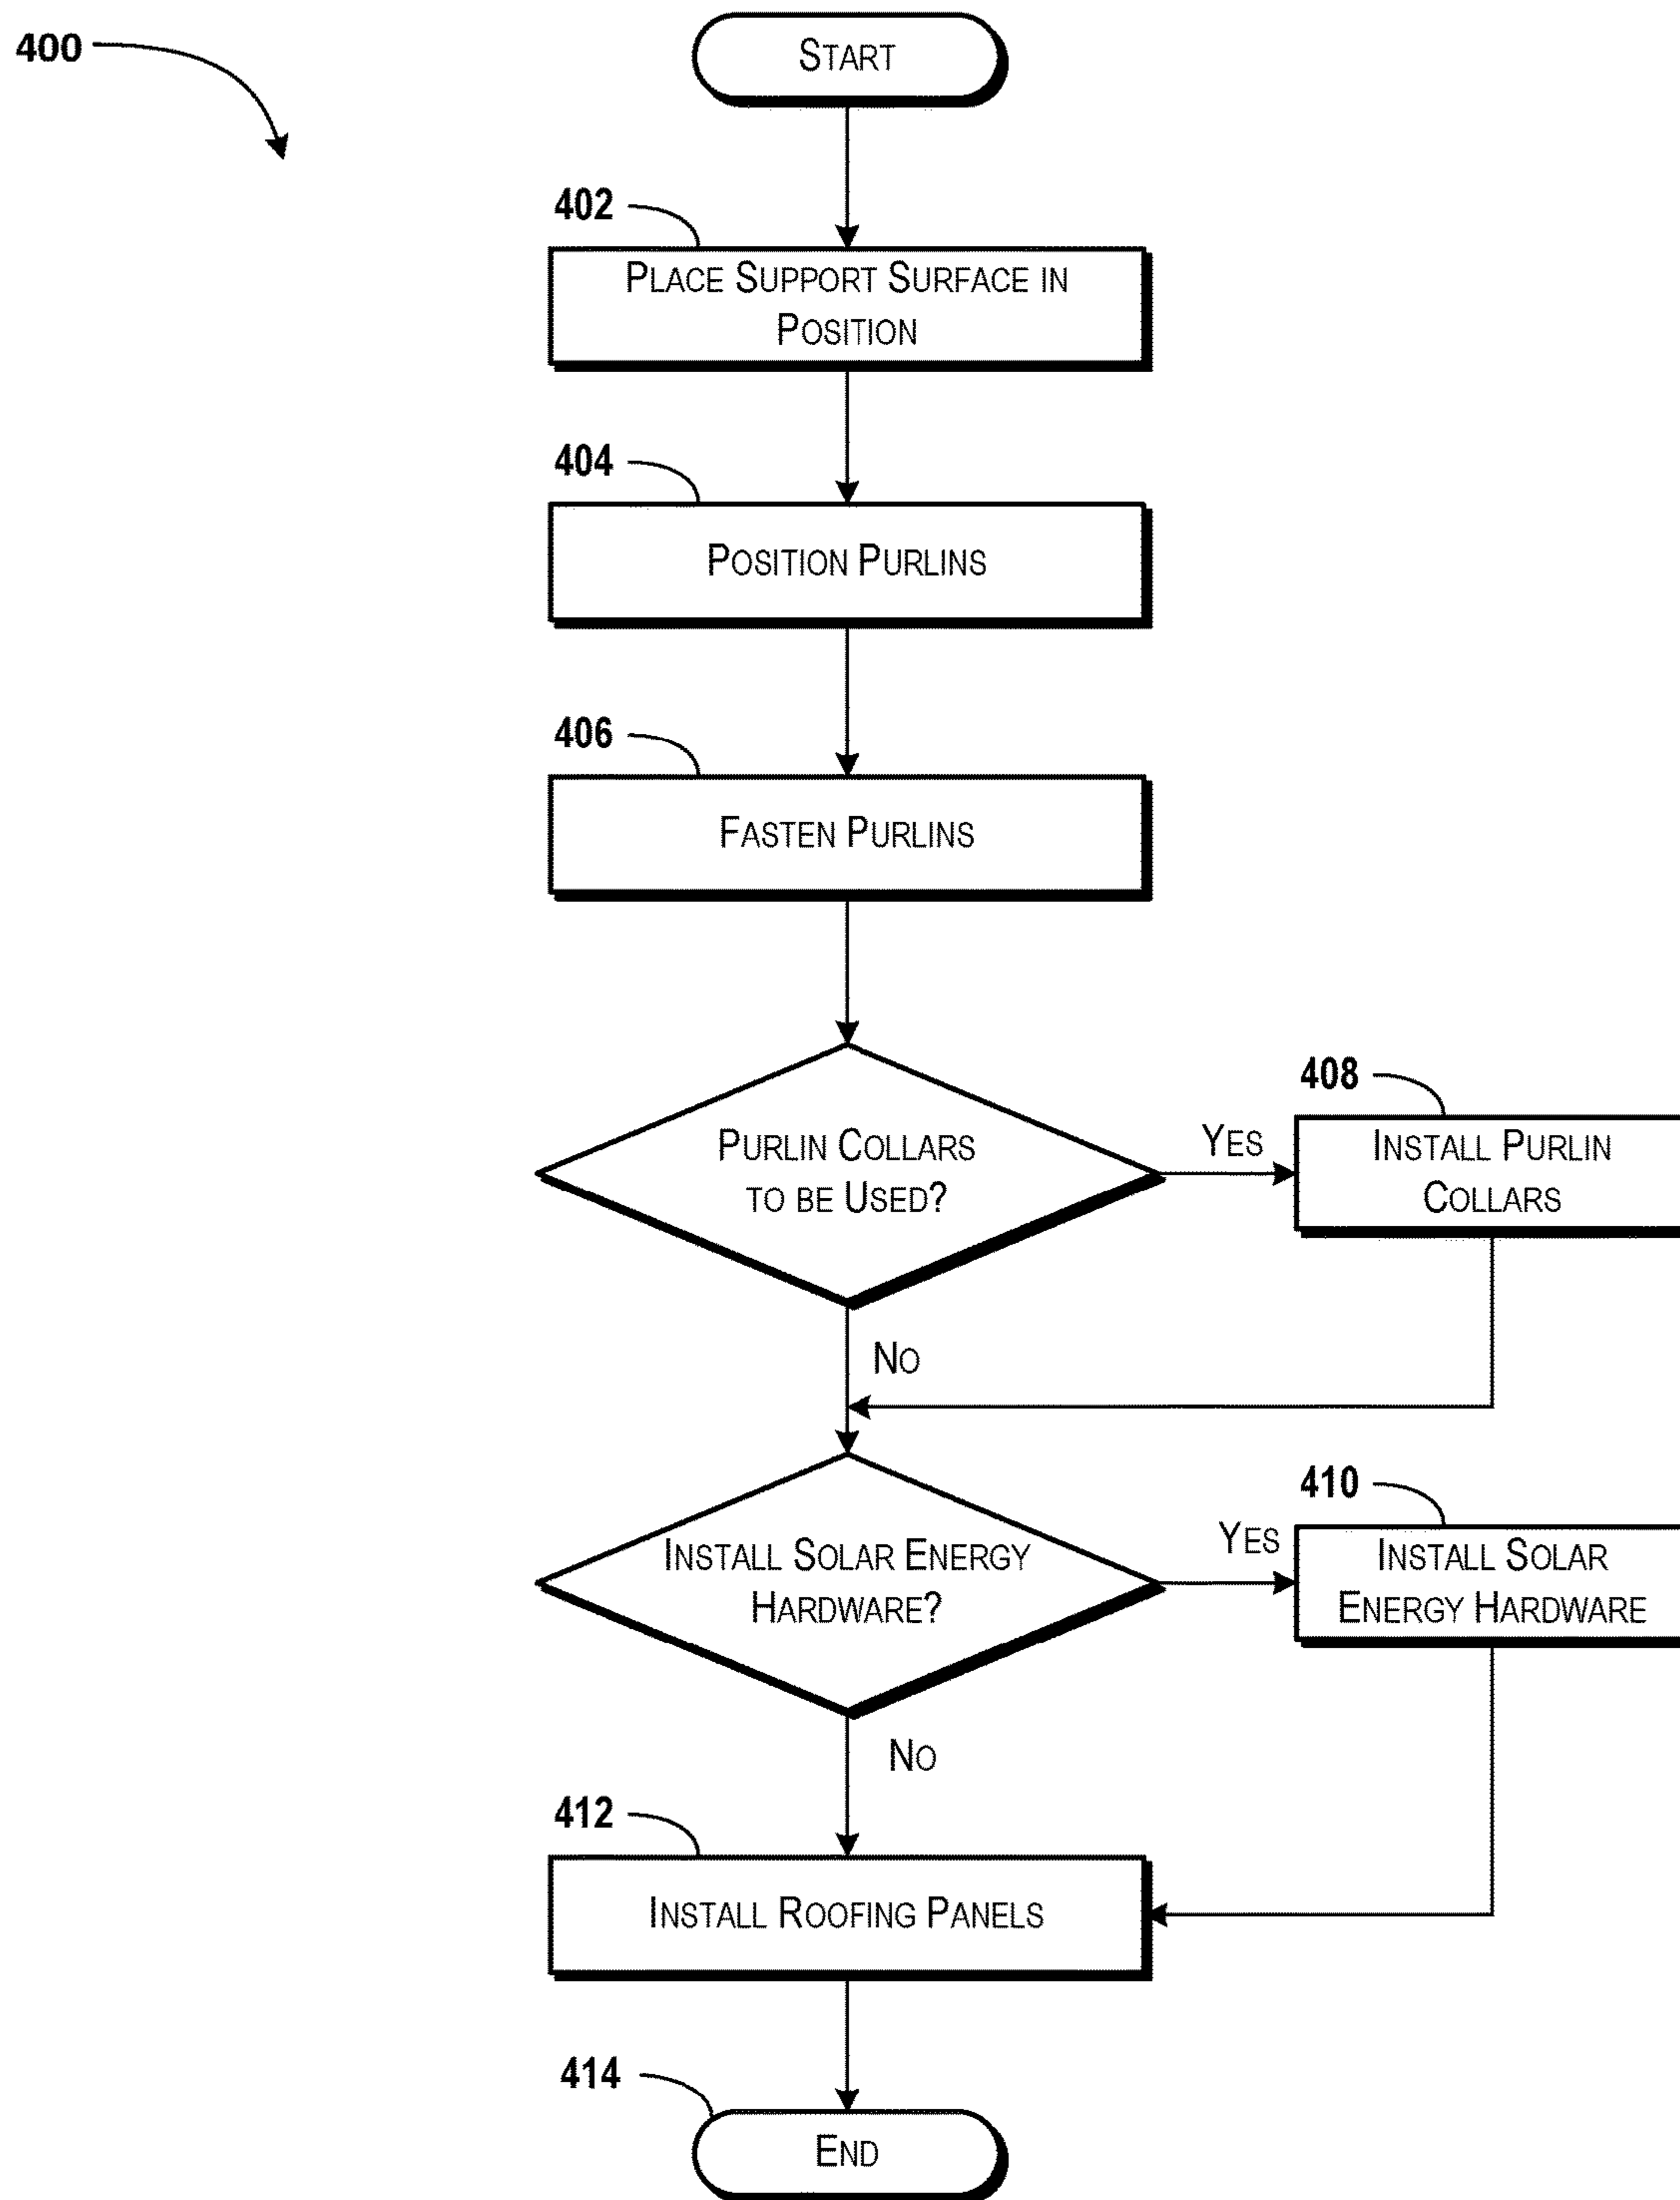 400
START
402
PLACE SUPPORT SURFACE IN
POSITION
404
POSITION PURLINS
406
FASTEN PURLINS
PURLIN COLLARS
TO BE USED?
YES
408
INSTALL PURLIN
COLLARS
NO
INSTALL SOLAR ENERGY
HARDWARE?
YES
410
INSTALL SOLAR
ENERGY HARDWARE
NO
412
INSTALL ROOFING PANELS
414
END